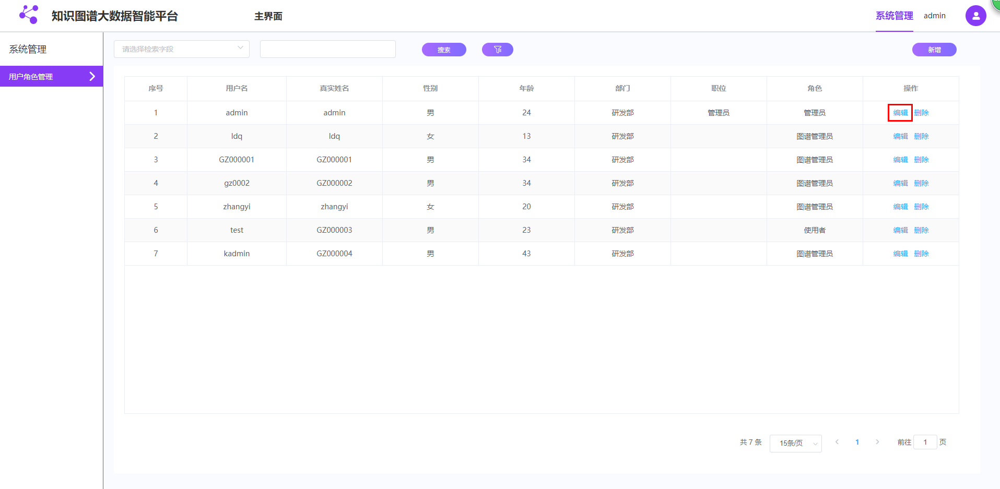 知识图谱大数据智能平台 主界面 系统管理 admin
系统管理
请选择检索字段 搜索 新增
用户角色管理
序号 用户名 真实姓名 性别 年龄 部门 职位 角色 操作
1 admin admin 男 24 研发部 管理员 管理员 编辑 删除
2 ldq ldq 女 13 研发部 图谱管理员 编辑 删除
3 GZ000001 GZ000001 男 34 研发部 图谱管理员 编辑 删除
4 gz0002 GZ000002 男 34 研发部 图谱管理员 编辑 删除
5 zhangyi zhangyi 女 20 研发部 图谱管理员 编辑 删除
6 test GZ000003 男 23 研发部 使用者 编辑 删除
7 kadmin GZ000004 男 43 研发部 图谱管理员 编辑 删除
共 7 条 15条/页 1 前往 1 页